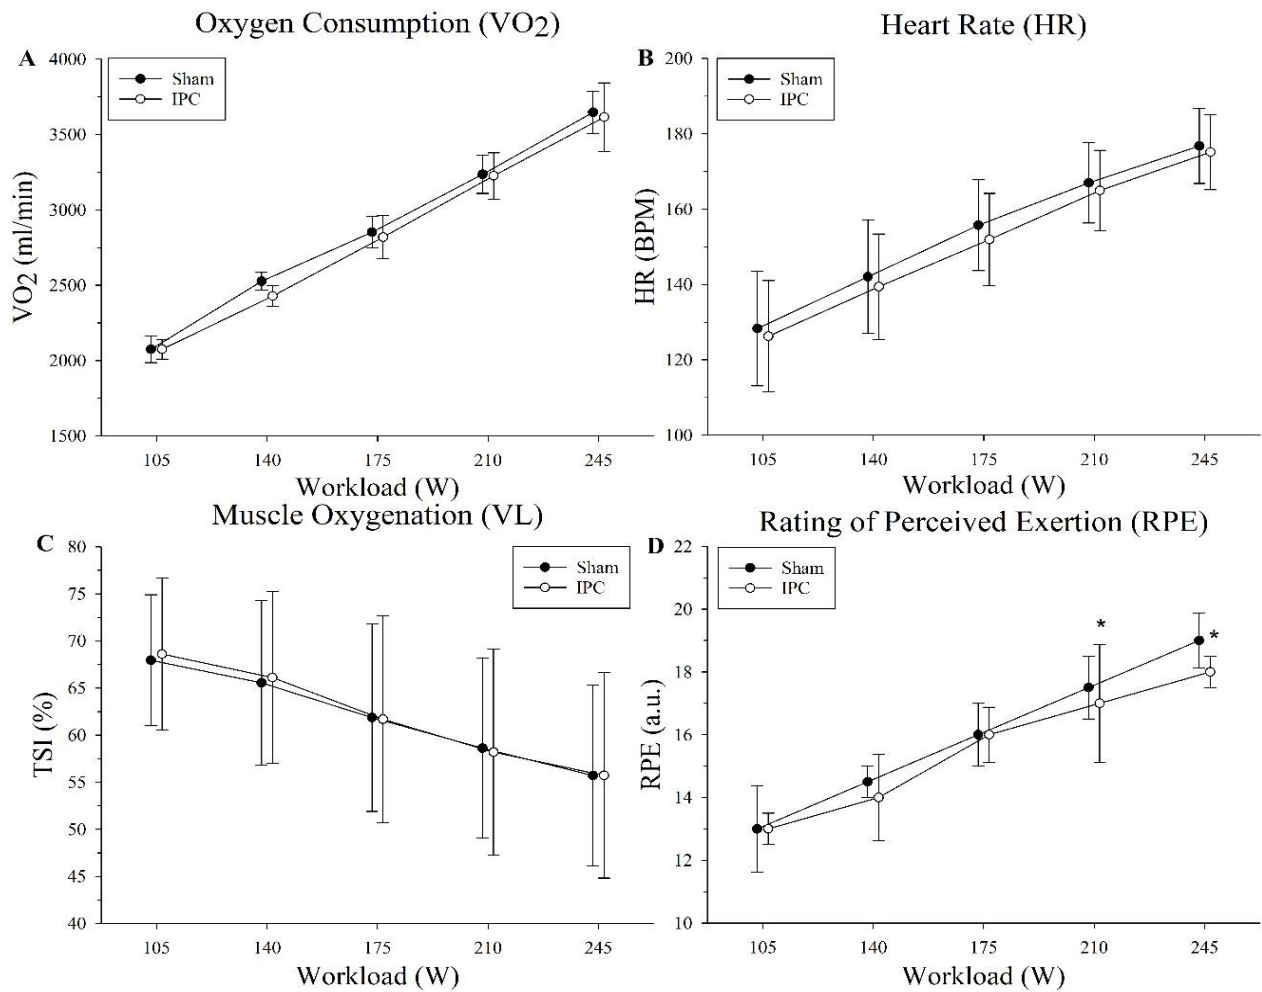 Oxygen Consumption (VO2)
A
4000
3500
3000
2500
2000
1500
VO2 (ml/min)
Sham
IPC
105 140 175 210 245
Workload (W)
Heart Rate (HR)
B
200
180
160
140
120
100
HR (BPM)
Sham
IPC
105 140 175 210 245
Workload (W)
Muscle Oxygenation (VL)
C
80
75
70
65
60
55
50
45
40
TSI (%)
Sham
IPC
105 140 175 210 245
Workload (W)
Rating of Perceived Exertion (RPE)
D
22
20
18
16
14
12
10
RPE (a.u.)
Sham
IPC
*
*
105 140 175 210 245
Workload (W)